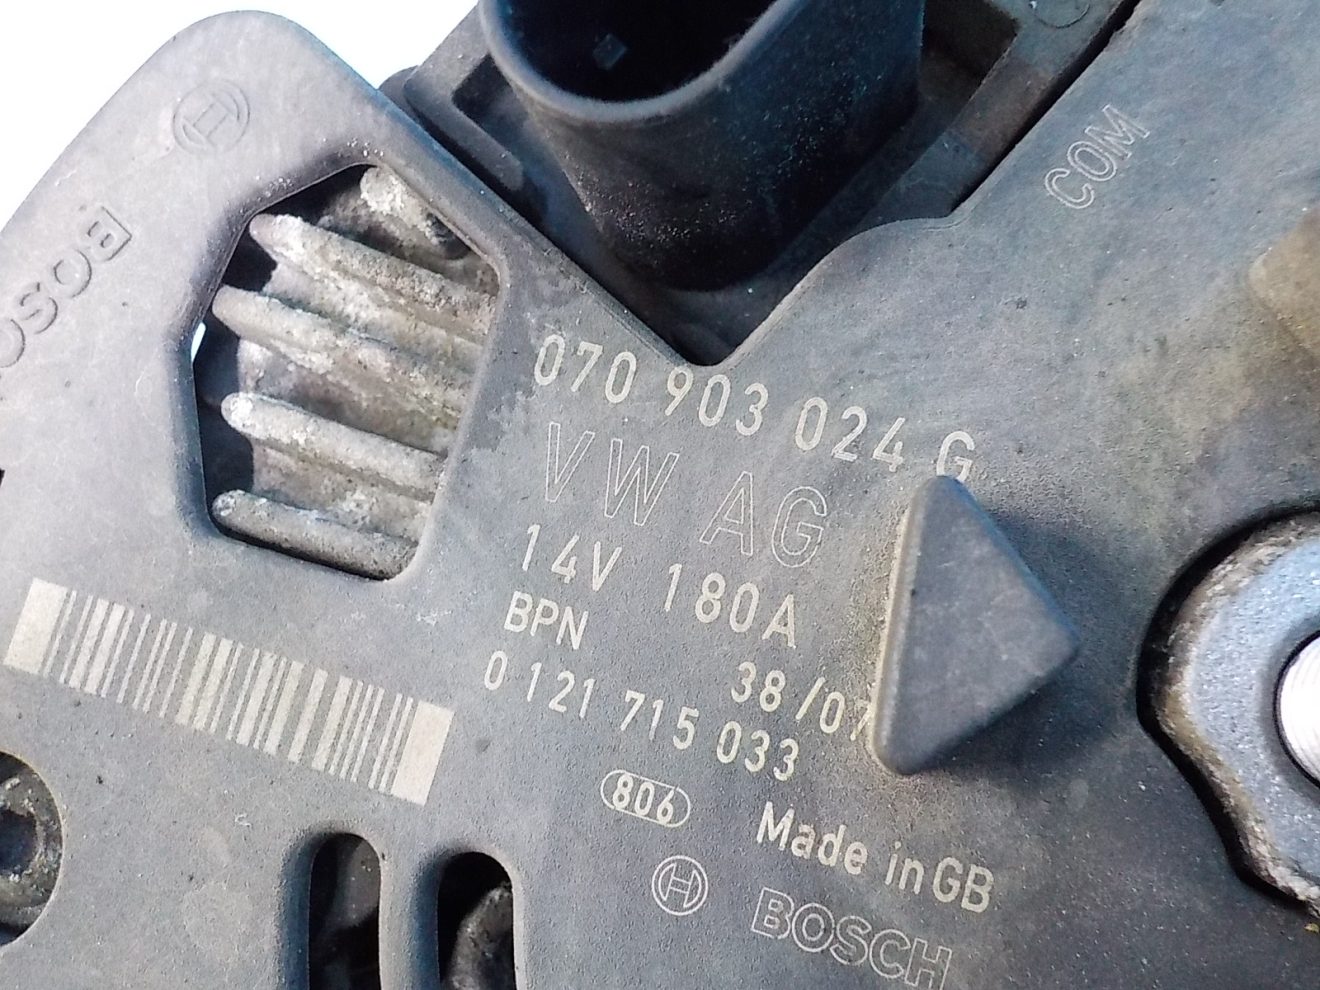 BOSC
COM
070 903 024 G
VW AG
14V 180A
BPN 38/07
0 121 715 033
806
Made in GB
BOSCH